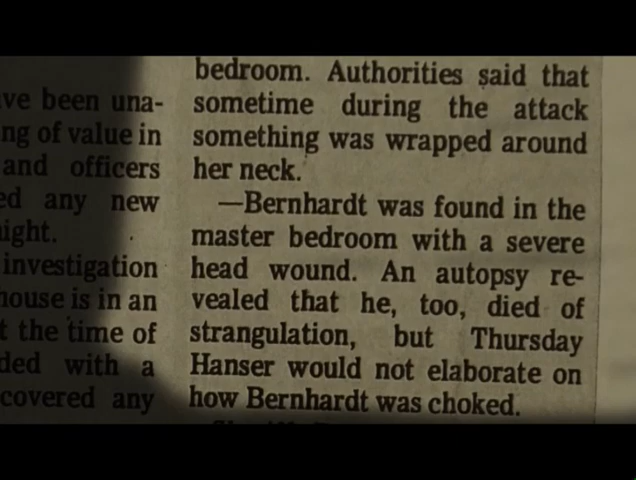 ve been una-
ng of value in
and officers
ed any new
ight.
investigation
house is in an
t the time of
ded with a
covered any
bedroom. Authorities said that
sometime during the attack
something was wrapped around
her neck.
—Bernhardt was found in the
master bedroom with a severe
head wound. An autopsy re-
vealed that he, too, died of
strangulation, but Thursday
Hanser would not elaborate on
how Bernhardt was choked.